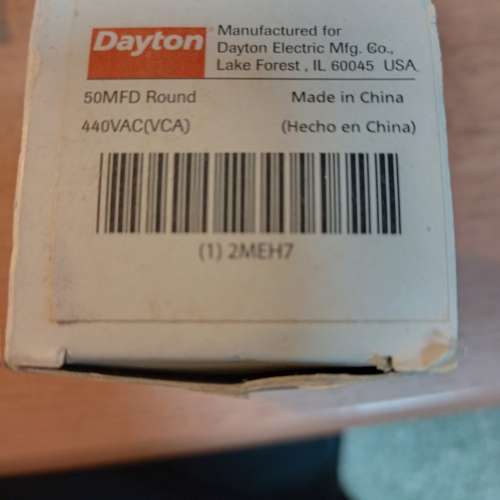 Dayton
Manufactured for
Dayton Electric Mfg. Co.,
Lake Forest , IL 60045 USA
50MFD Round
Made in China
440VAC(VCA)
(Hecho en China)
(1) 2MEH7